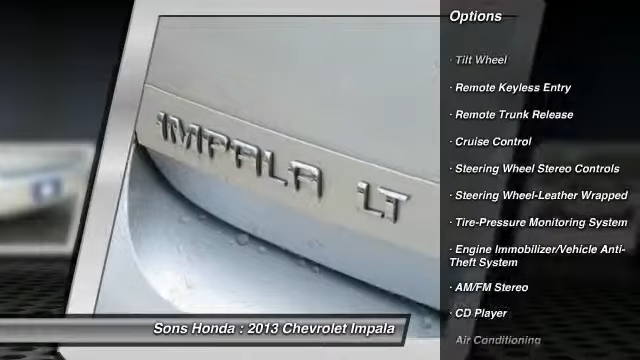 Options
· Tilt Wheel
· Remote Keyless Entry
· Remote Trunk Release
· Cruise Control
· Steering Wheel Stereo Controls
· Steering Wheel-Leather Wrapped
· Tire-Pressure Monitoring System
· Engine Immobilizer/Vehicle Anti-
Theft System
· AM/FM Stereo
· CD Player
· Air Conditioning
IMPALA LT
Sons Honda : 2013 Chevrolet Impala